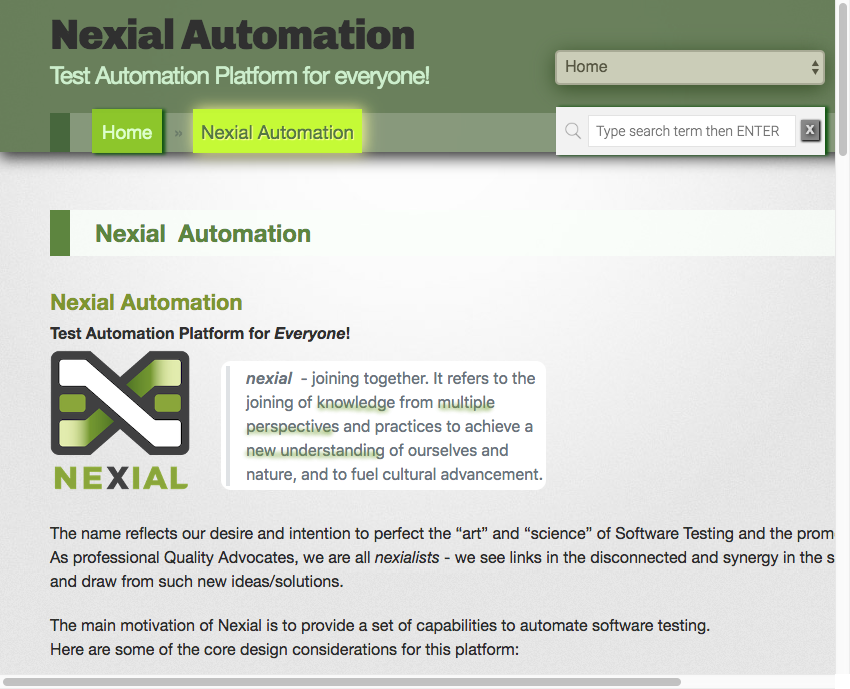 Nexial Automation
Test Automation Platform for everyone!
Home
Home » Nexial Automation
Type search term then ENTER
X
Nexial Automation
Nexial Automation
Test Automation Platform for Everyone!
NEXIAL
nexial - joining together. It refers to the
joining of knowledge from multiple
perspectives and practices to achieve a
new understanding of ourselves and
nature, and to fuel cultural advancement.
The name reflects our desire and intention to perfect the “art” and “science” of Software Testing and the
As professional Quality Advocates, we are all nexialists - we see links in the disconnected and synergy in the
and draw from such new ideas/solutions.
The main motivation of Nexial is to provide a set of capabilities to automate software testing.
Here are some of the core design considerations for this platform: